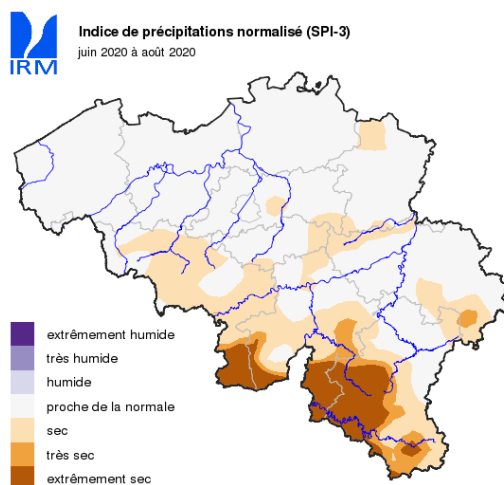 Indice de précipitations normalisé (SPI-3)
juin 2020 à août 2020
IRM
extrêmement humide
très humide
humide
proche de la normale
sec
très sec
extrêmement sec